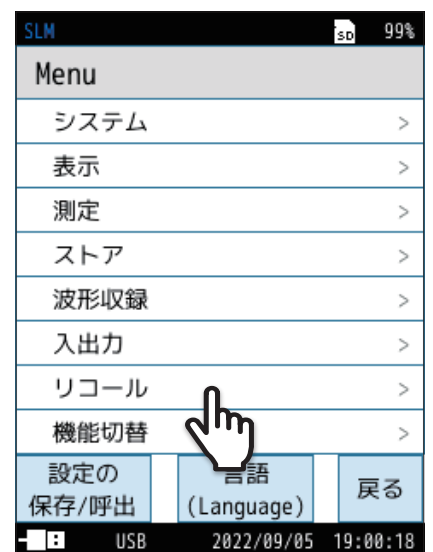 SLM SD 99%
Menu
システム >
表示 >
測定 >
ストア >
波形収録 >
入出力 >
リコール >
機能切替 >
設定の
保存/呼出
言語
(Language)
戻る
USB 2022/09/05 19:00:18